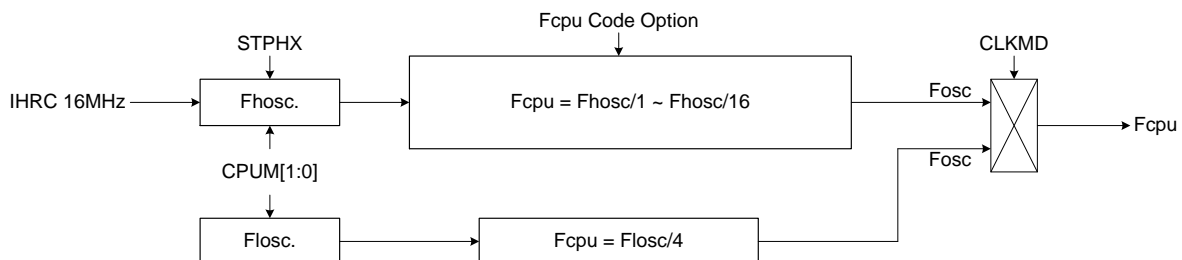 Fcpu Code Option
STPHX
CLKMD
IHRC 16MHz
Fhosc.
Fcpu = Fhosc/1 ~ Fhosc/16
Fosc
Fcpu
Fosc
CPUM[1:0]
Flosc.
Fcpu = Flosc/4